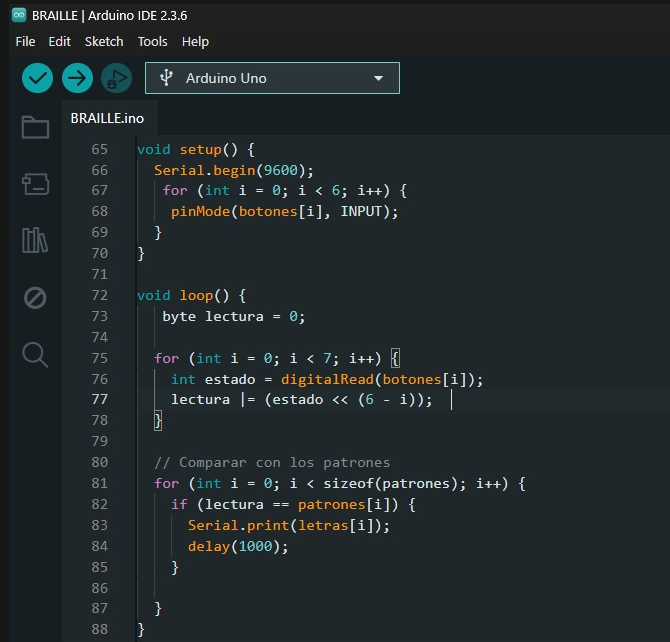 BRAILLE | Arduino IDE 2.3.6
File Edit Sketch Tools Help
Arduino Uno
BRAILLE.ino
65 void setup() {
66 Serial.begin(9600);
67 for (int i = 0; i < 6; i++) {
68 pinMode(botones[i], INPUT);
69 }
70 }
71
72 void loop() {
73 byte lectura = 0;
74
75 for (int i = 0; i < 7; i++) {
76 int estado = digitalRead(botones[i]);
77 lectura |= (estado << (6 - i));
78 }
79
80 // Comparar con los patrones
81 for (int i = 0; i < sizeof(patrones); i++) {
82 if (lectura == patrones[i]) {
83 Serial.print(letras[i]);
84 delay(1000);
85 }
86
87 }
88 }